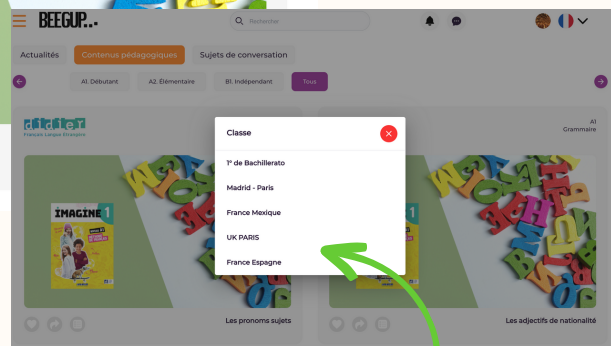 BEEGUP...
Rechercher
Actualités
Contenus pédagogiques
Sujets de conversation
A1. Débutant
A2. Élémentaire
B1. Indépendant
Tous
didier
Français Langue Étrangère
A1
Grammaire
Classe
1º de Bachillerato
Madrid - Paris
France Mexique
UK PARIS
France Espagne
IMAGINE 1
Les pronoms sujets
Les adjectifs de nationalité